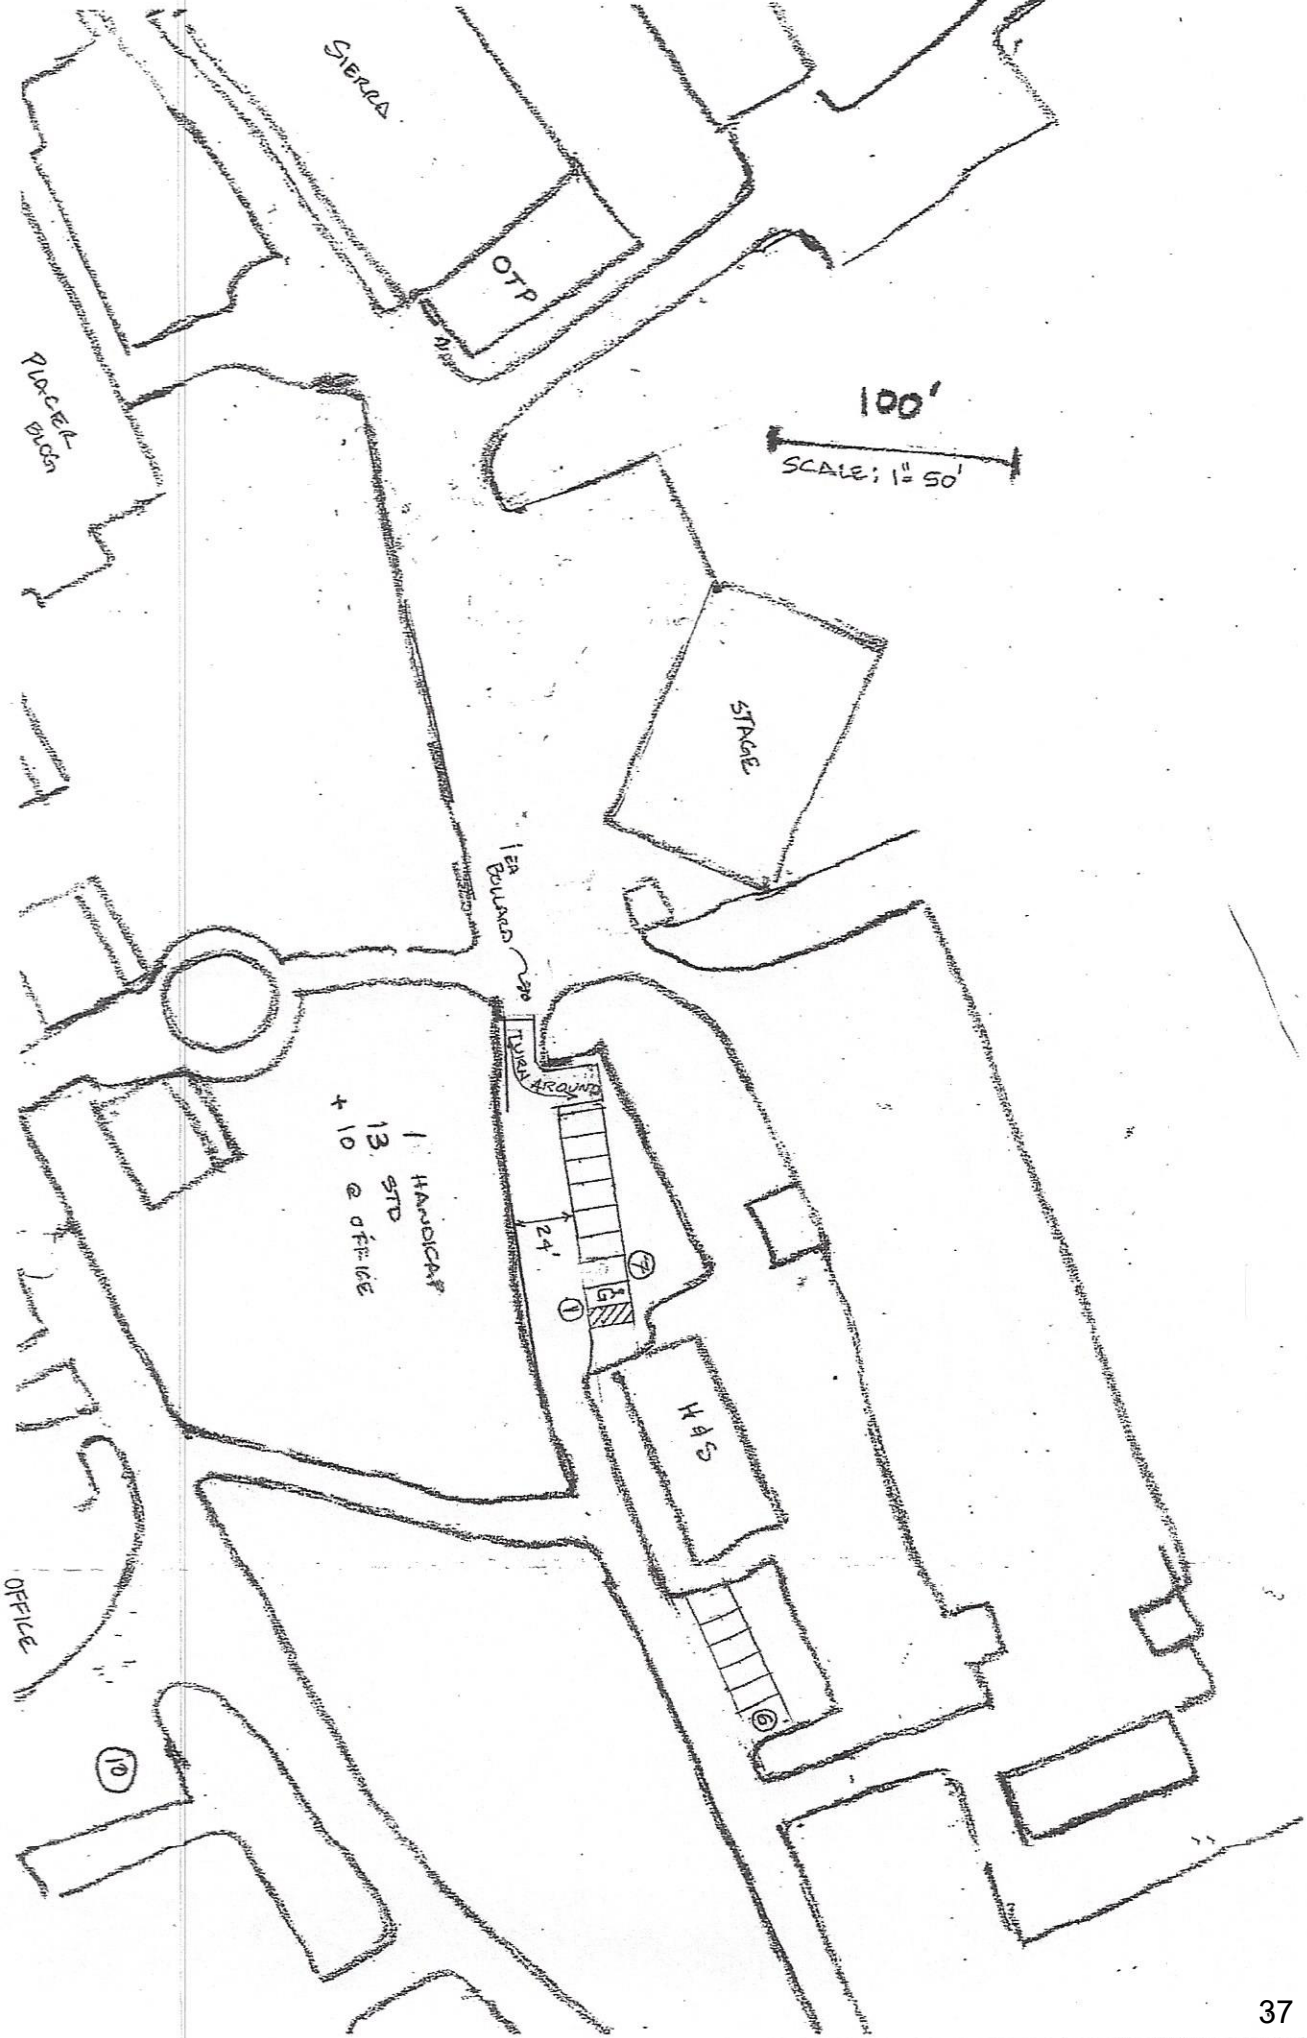 SIERRA
OTP
PLACER
BLDG
100'
SCALE: 1"=50'
STAGE
1 EA
BOLLARD
TURN
AROUND
1 HANDICAP
13 STD
+ 10 @ OFFICE
24'
7
1
H&S
6
OFFICE
10
37